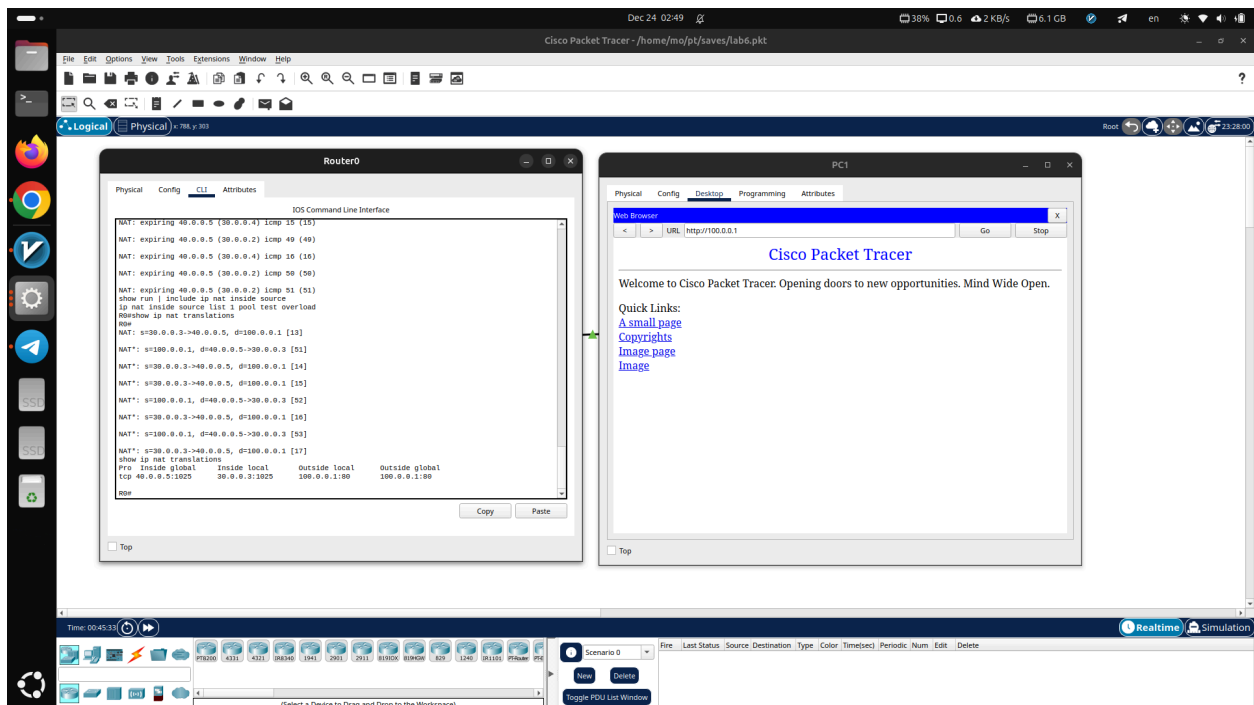 Dec 24 02:49
38% 0.6 2 KB/s 6.1 GB en
Cisco Packet Tracer - /home/mo/pt/saves/lab6.pkt
File Edit Options View Tools Extensions Window Help
?
Logical Physical x: 788, y: 303
Root 23:28:00
Router0
Physical Config CLI Attributes
IOS Command Line Interface
NAT: expiring 40.0.0.5 (30.0.0.4) icmp 15 (15)
NAT: expiring 40.0.0.5 (30.0.0.2) icmp 49 (49)
NAT: expiring 40.0.0.5 (30.0.0.4) icmp 16 (16)
NAT: expiring 40.0.0.5 (30.0.0.2) icmp 50 (50)
NAT: expiring 40.0.0.5 (30.0.0.2) icmp 51 (51)
show run | include ip nat inside source
ip nat inside source list 1 pool test overload
R0#show ip nat translations
R0#
NAT: s=30.0.0.3->40.0.0.5, d=100.0.0.1 [13]
NAT*: s=100.0.0.1, d=40.0.0.5->30.0.0.3 [51]
NAT*: s=30.0.0.3->40.0.0.5, d=100.0.0.1 [14]
NAT*: s=30.0.0.3->40.0.0.5, d=100.0.0.1 [15]
NAT*: s=100.0.0.1, d=40.0.0.5->30.0.0.3 [52]
NAT*: s=30.0.0.3->40.0.0.5, d=100.0.0.1 [16]
NAT*: s=100.0.0.1, d=40.0.0.5->30.0.0.3 [53]
NAT*: s=30.0.0.3->40.0.0.5, d=100.0.0.1 [17]
show ip nat translations
Pro Inside global Inside local Outside local Outside global
tcp 40.0.0.5:1025 30.0.0.3:1025 100.0.0.1:80 100.0.0.1:80
R0#
Copy Paste
Top
PC1
Physical Config Desktop Programming Attributes
Web Browser X
< > URL http://100.0.0.1 Go Stop
Cisco Packet Tracer
Welcome to Cisco Packet Tracer. Opening doors to new opportunities. Mind Wide Open.
Quick Links:
A small page
Copyrights
Image page
Image
Top
SSD
SSD
Time: 00:45:33
Realtime Simulation
PT8200 4331 4321 IR8340 1941 2901 2911 819IOX 819HGW 829 1240 IR1101 PT-Router
(Select a Device to Drag and Drop to the Workspace)
Scenario 0
New Delete
Toggle PDU List Window
Fire Last Status Source Destination Type Color Time(sec) Periodic Num Edit Delete